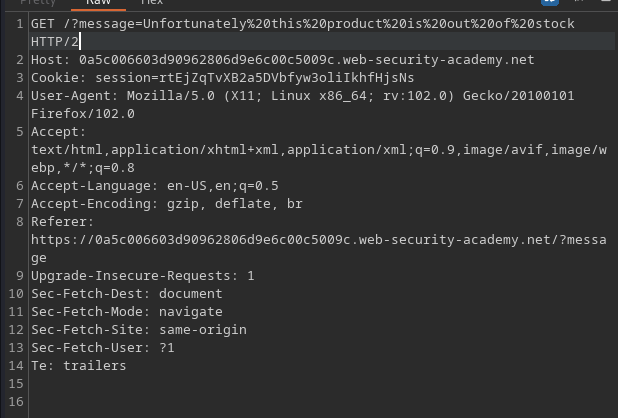 Pretty Raw Hex
1 GET /?message=Unfortunately%20this%20product%20is%20out%20of%20stock
HTTP/2
2 Host: 0a5c006603d90962806d9e6c00c5009c.web-security-academy.net
3 Cookie: session=rtEjZqTvXB2a5DVbfyw3oliIkhfHjsNs
4 User-Agent: Mozilla/5.0 (X11; Linux x86_64; rv:102.0) Gecko/20100101
Firefox/102.0
5 Accept:
text/html,application/xhtml+xml,application/xml;q=0.9,image/avif,image/w
ebp,*/*;q=0.8
6 Accept-Language: en-US,en;q=0.5
7 Accept-Encoding: gzip, deflate, br
8 Referer:
https://0a5c006603d90962806d9e6c00c5009c.web-security-academy.net/?messa
ge
9 Upgrade-Insecure-Requests: 1
10 Sec-Fetch-Dest: document
11 Sec-Fetch-Mode: navigate
12 Sec-Fetch-Site: same-origin
13 Sec-Fetch-User: ?1
14 Te: trailers
15
16